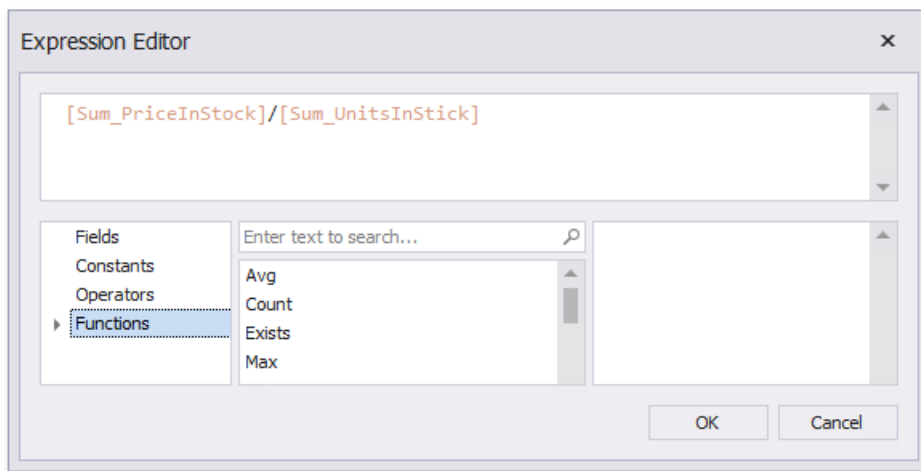 Expression Editor
[Sum_PriceInStock]/[Sum_UnitsInStick]
Fields
Constants
Operators
Functions
Enter text to search...
Avg
Count
Exists
Max
OK
Cancel